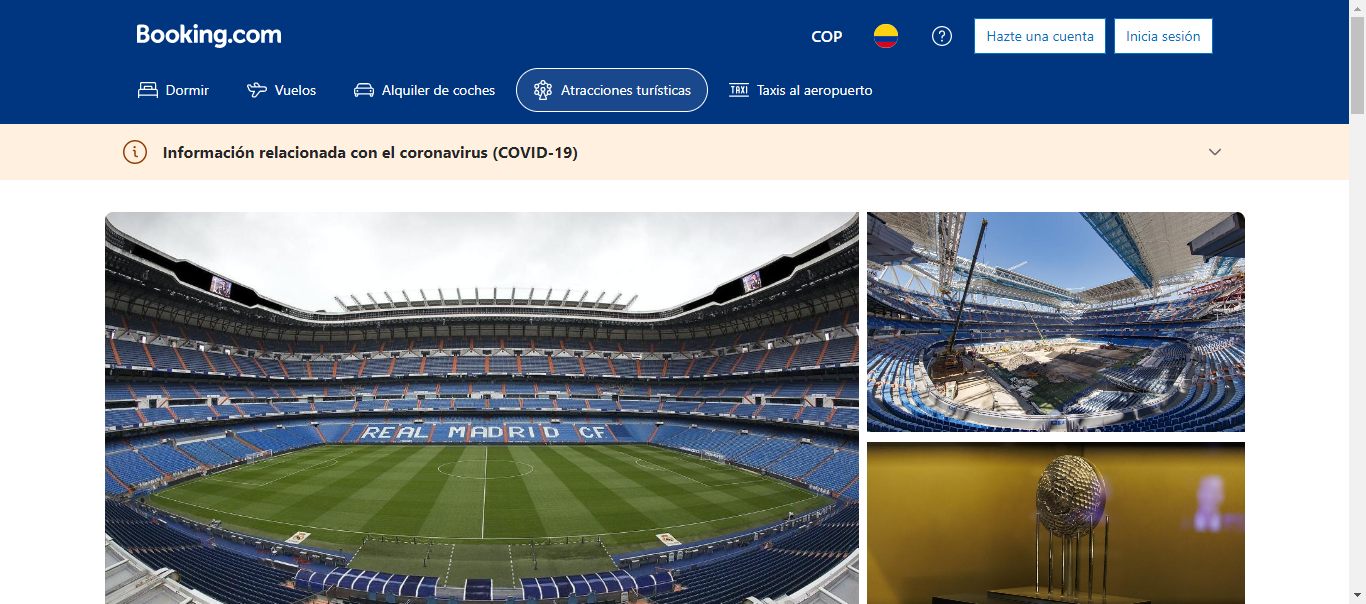 Booking.com
COP
Hazte una cuenta
Inicia sesión
Dormir
Vuelos
Alquiler de coches
Atracciones turísticas
TAXI Taxis al aeropuerto
Información relacionada con el coronavirus (COVID-19)
REAL MADRID CF